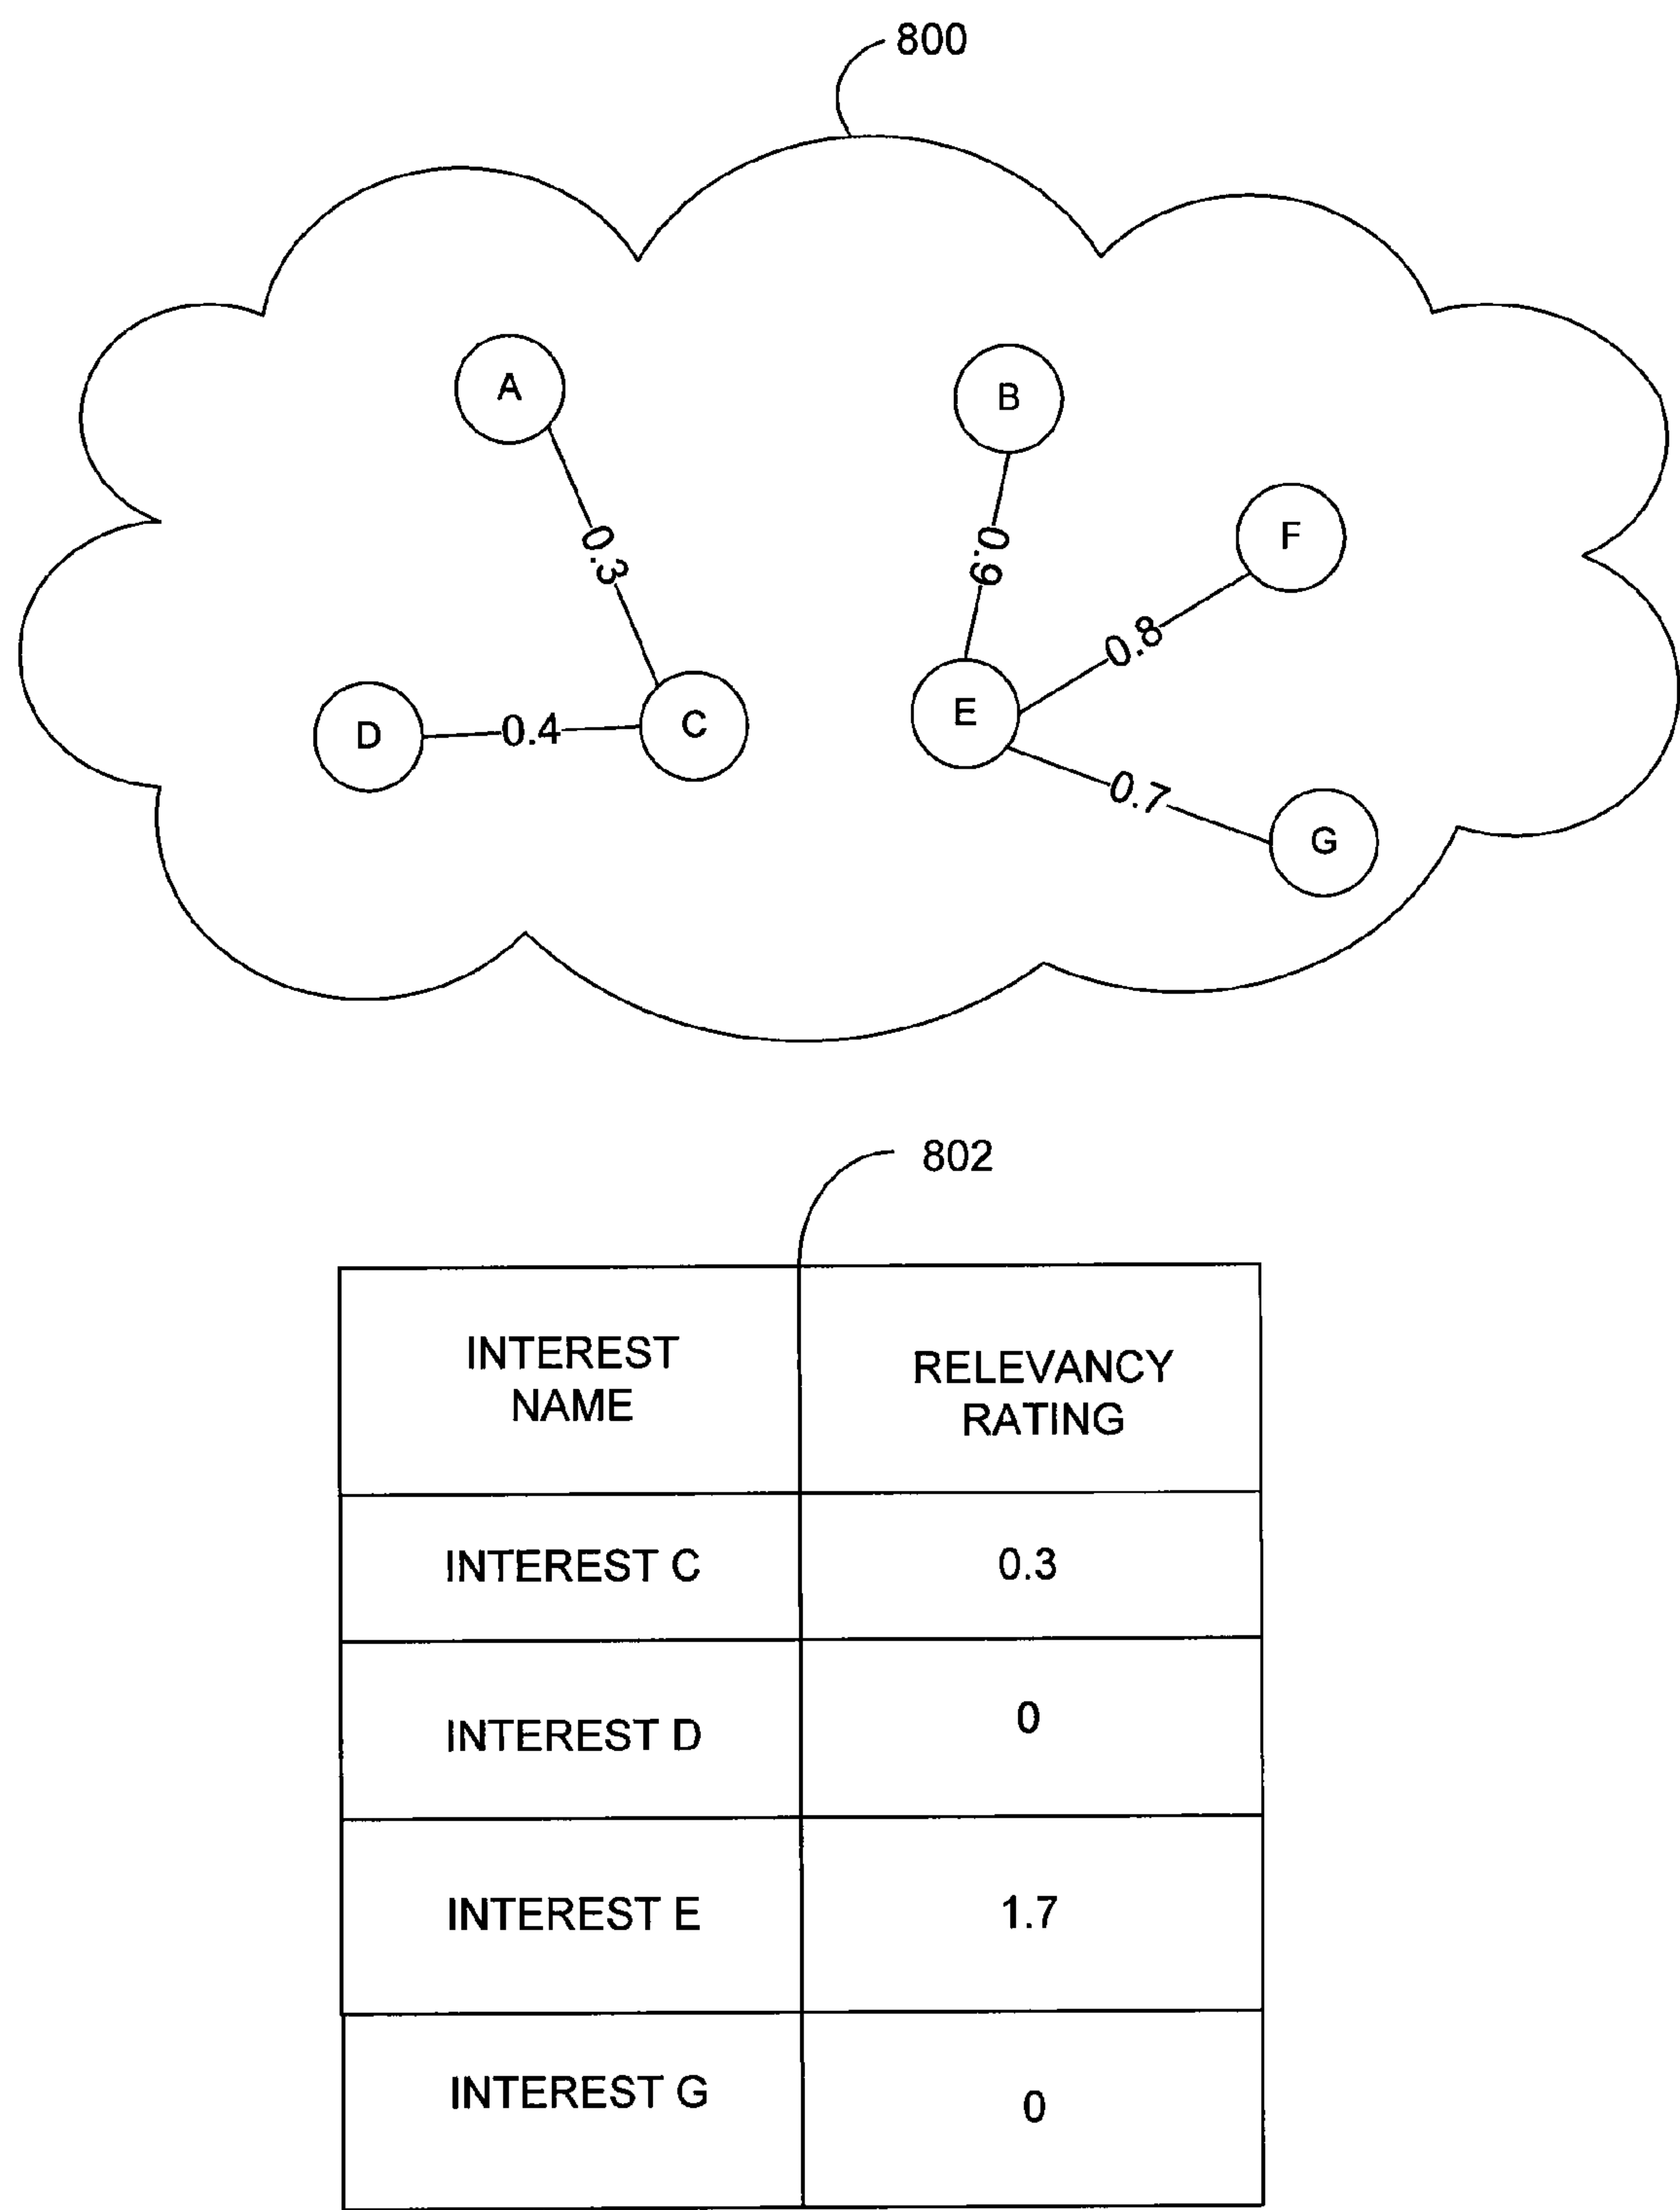 800
A
B
F
0.3
0.9
0.8
D
0.4
C
E
0.7
G
802
INTEREST
NAME
RELEVANCY
RATING
INTEREST C
0.3
INTEREST D
0
INTEREST E
1.7
INTEREST G
0